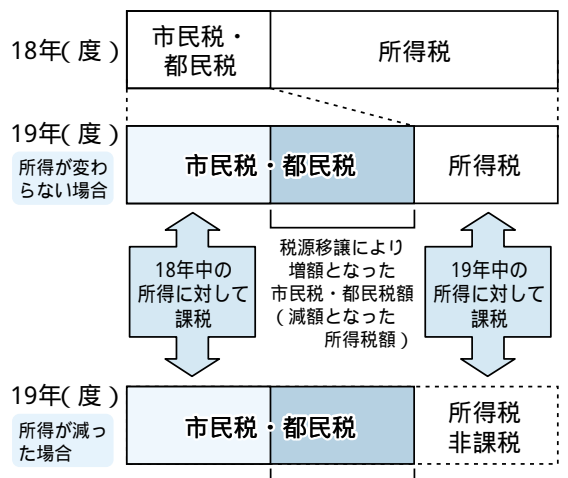 18年(度)
市民税・
都民税
所得税
19年(度)
所得が変わ
らない場合
市民税・都民税
所得税
18年中の
所得に対して
課税
税源移譲により
増額となった
市民税・都民税額
(減額となった
所得税額)
19年中の
所得に対して
課税
19年(度)
所得が減っ
た場合
市民税・都民税
所得税
非課税